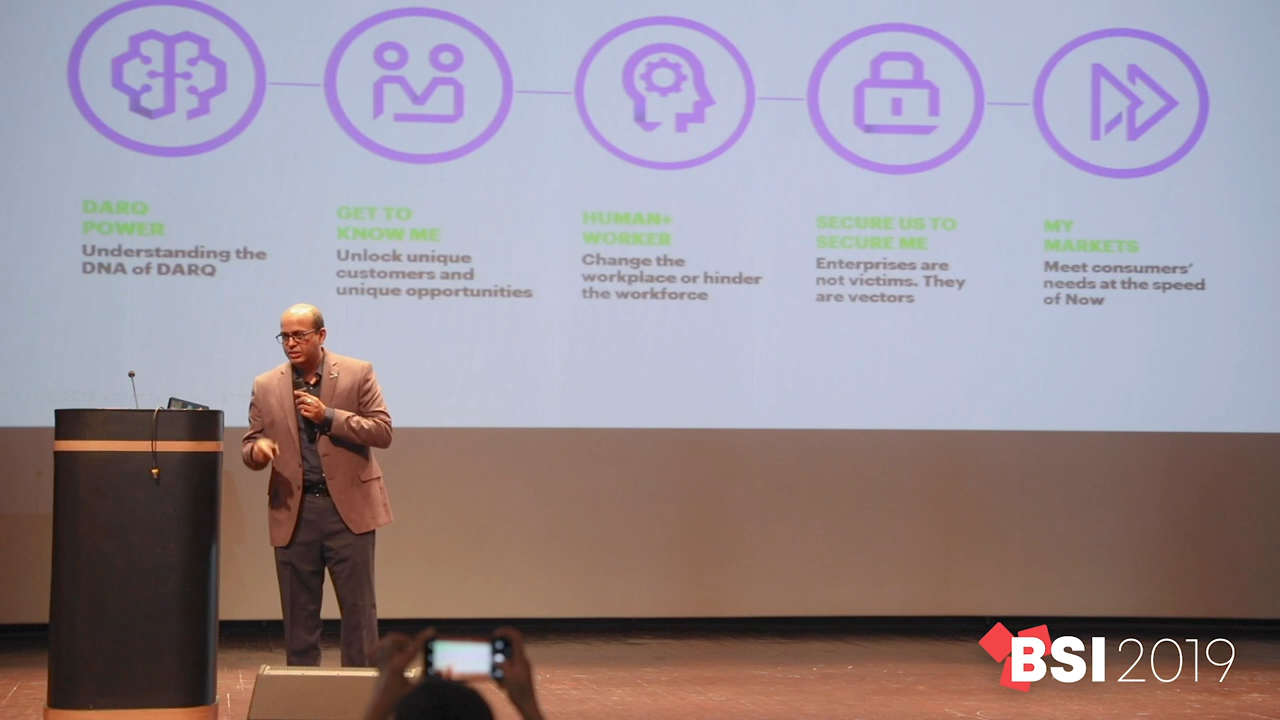 DARQ
POWER
Understanding the
DNA of DARQ
GET TO
KNOW ME
Unlock unique
customers and
unique opportunities
HUMAN+
WORKER
Change the
workplace or hinder
the workforce
SECURE US TO
SECURE ME
Enterprises are
not victims. They
are vectors
MY
MARKETS
Meet consumers'
needs at the speed
of Now
BSI 2019